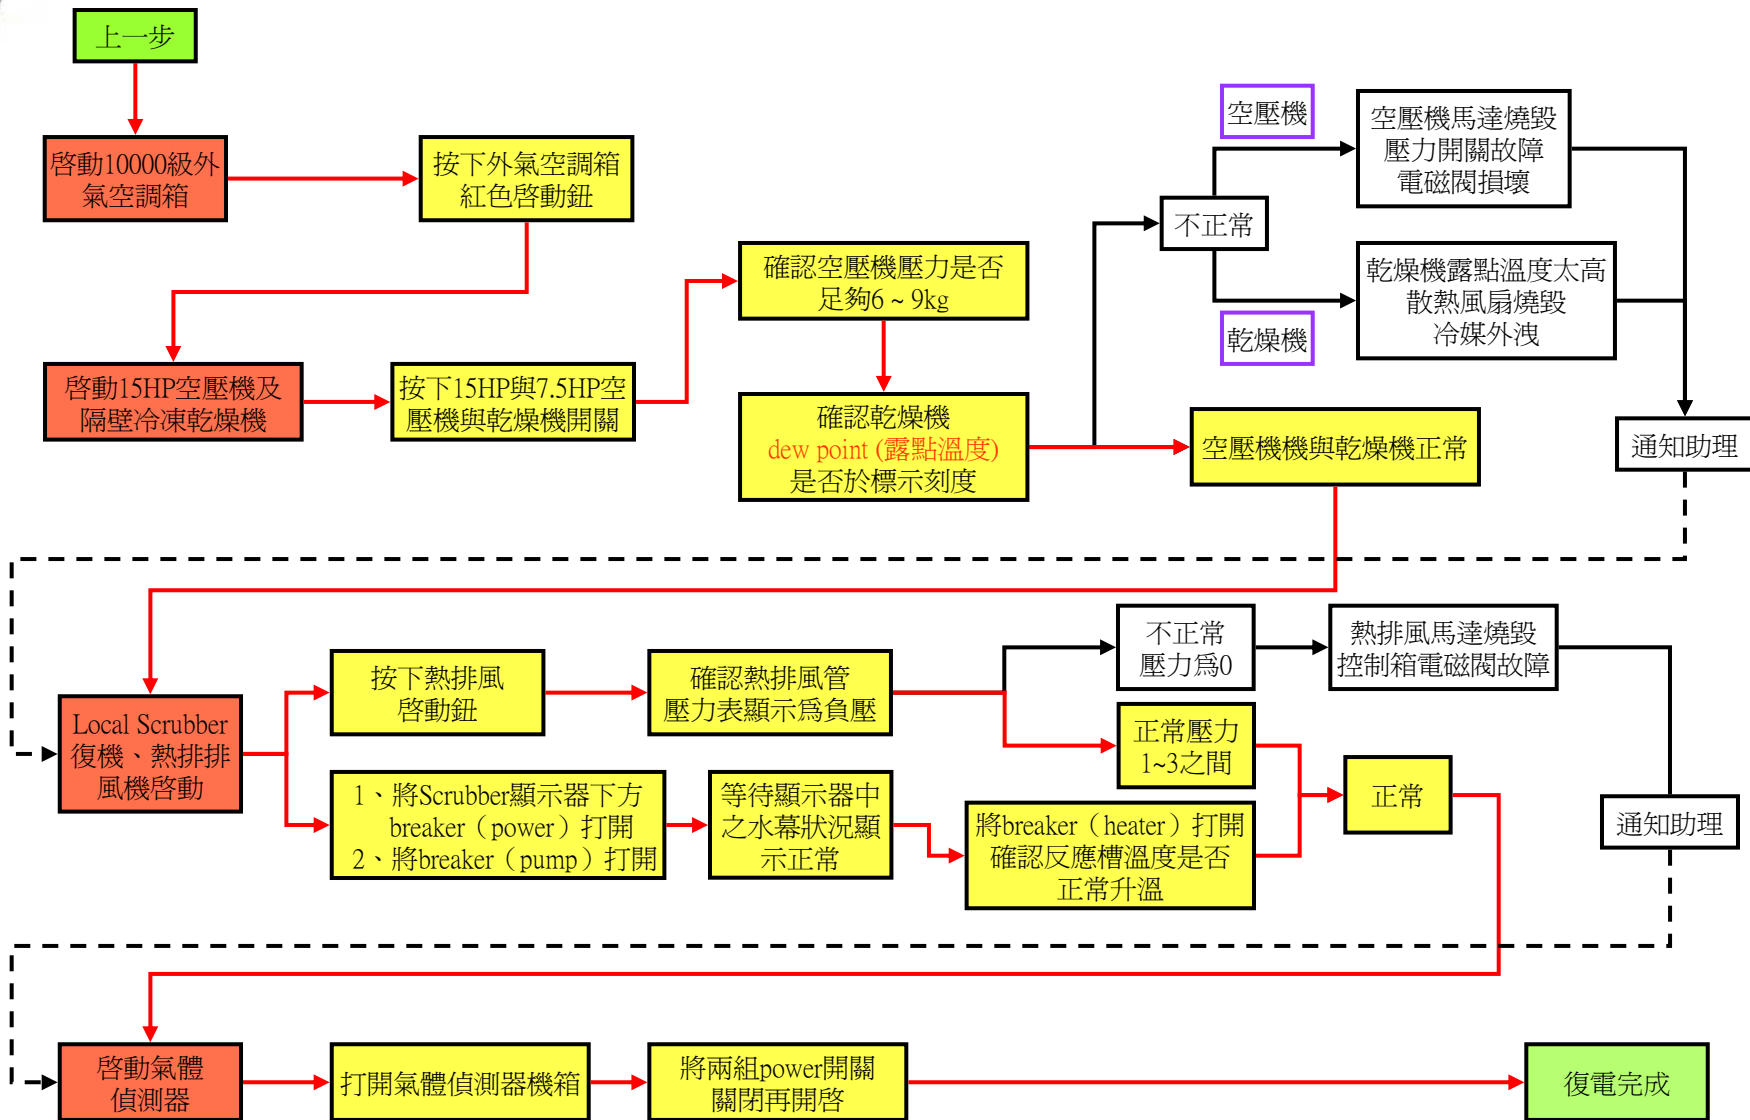 上一步
啓動10000級外
氣空調箱
按下外氣空調箱
紅色啓動鈕
啓動15HP空壓機及
隔壁冷凍乾燥機
按下15HP與7.5HP空
壓機與乾燥機開關
確認空壓機壓力是否
足夠6 ~ 9kg
確認乾燥機
dew point (露點溫度)
是否於標示刻度
不正常
空壓機
空壓機馬達燒毀
壓力開關故障
電磁閥損壞
乾燥機
乾燥機露點溫度太高
散熱風扇燒毀
冷媒外洩
空壓機機與乾燥機正常
通知助理
Local Scrubber
復機、熱排排
風機啓動
按下熱排風
啓動鈕
確認熱排風管
壓力表顯示爲負壓
不正常
壓力爲0
熱排風馬達燒毀
控制箱電磁閥故障
正常壓力
1~3之間
1、將Scrubber顯示器下方
breaker（power）打開
2、將breaker（pump）打開
等待顯示器中
之水幕狀況顯
示正常
將breaker（heater）打開
確認反應槽溫度是否
正常升溫
正常
通知助理
啓動氣體
偵測器
打開氣體偵測器機箱
將兩組power開關
關閉再開啓
復電完成